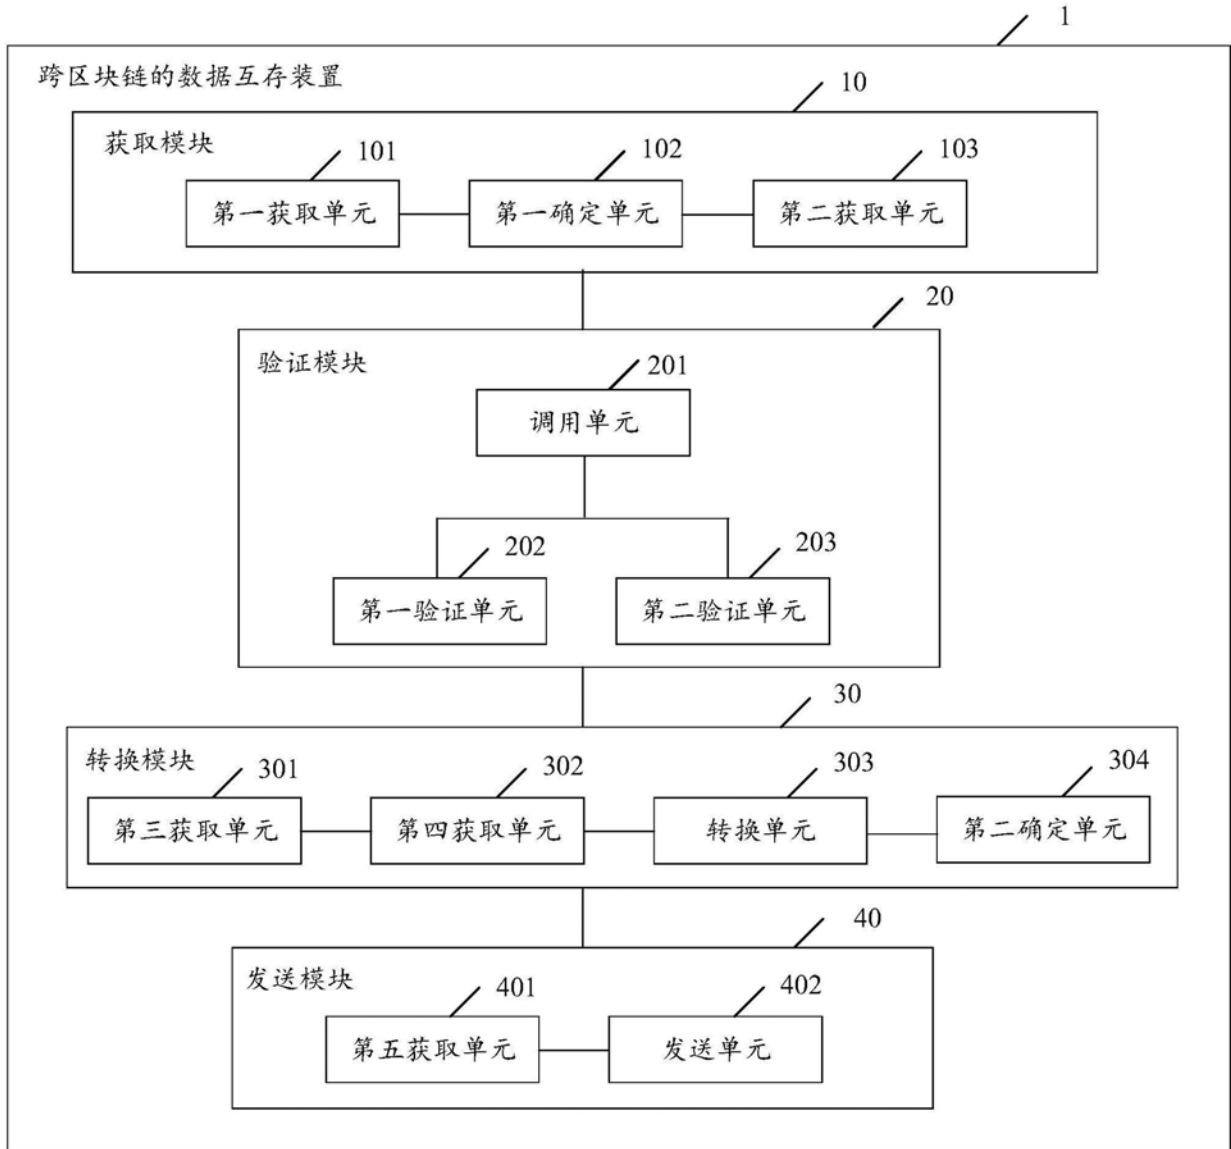 1
跨区块链的数据互存装置
10
获取模块
101
102
103
第一获取单元
第一确定单元
第二获取单元
20
验证模块
201
调用单元
202
203
第一验证单元
第二验证单元
30
转换模块
301
302
303
304
第三获取单元
第四获取单元
转换单元
第二确定单元
40
发送模块
401
402
第五获取单元
发送单元